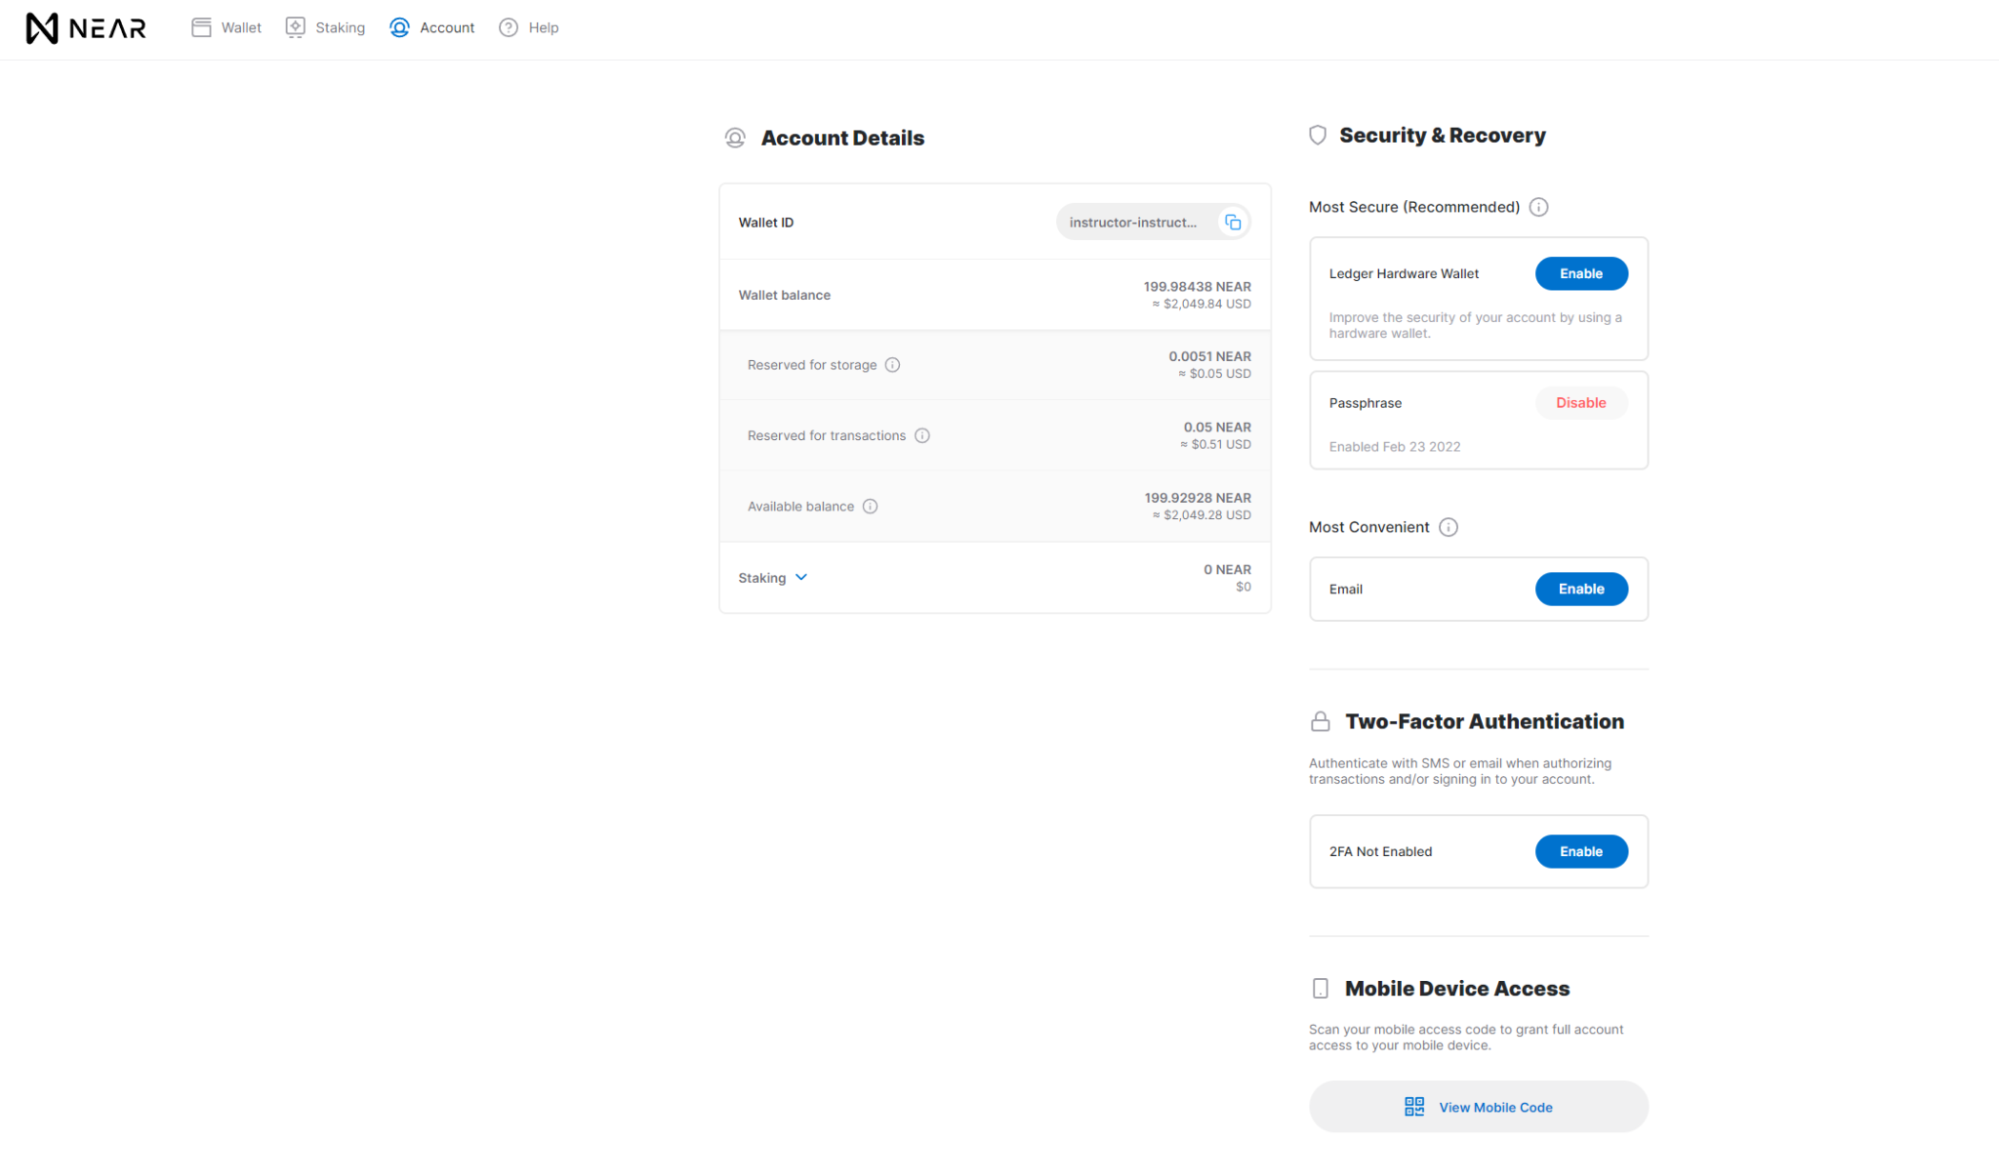 NEAR
Wallet
Staking
Account
Help
Account Details
Wallet ID
instructor-instruct...
Wallet balance
199.98438 NEAR
≈ $2,049.84 USD
Reserved for storage
0.0051 NEAR
≈ $0.05 USD
Reserved for transactions
0.05 NEAR
≈ $0.51 USD
Available balance
199.92928 NEAR
≈ $2,049.28 USD
Staking
0 NEAR
$0
Security & Recovery
Most Secure (Recommended)
Ledger Hardware Wallet
Enable
Improve the security of your account by using a
hardware wallet.
Passphrase
Disable
Enabled Feb 23 2022
Most Convenient
Email
Enable
Two-Factor Authentication
Authenticate with SMS or email when authorizing
transactions and/or signing in to your account.
2FA Not Enabled
Enable
Mobile Device Access
Scan your mobile access code to grant full account
access to your mobile device.
View Mobile Code